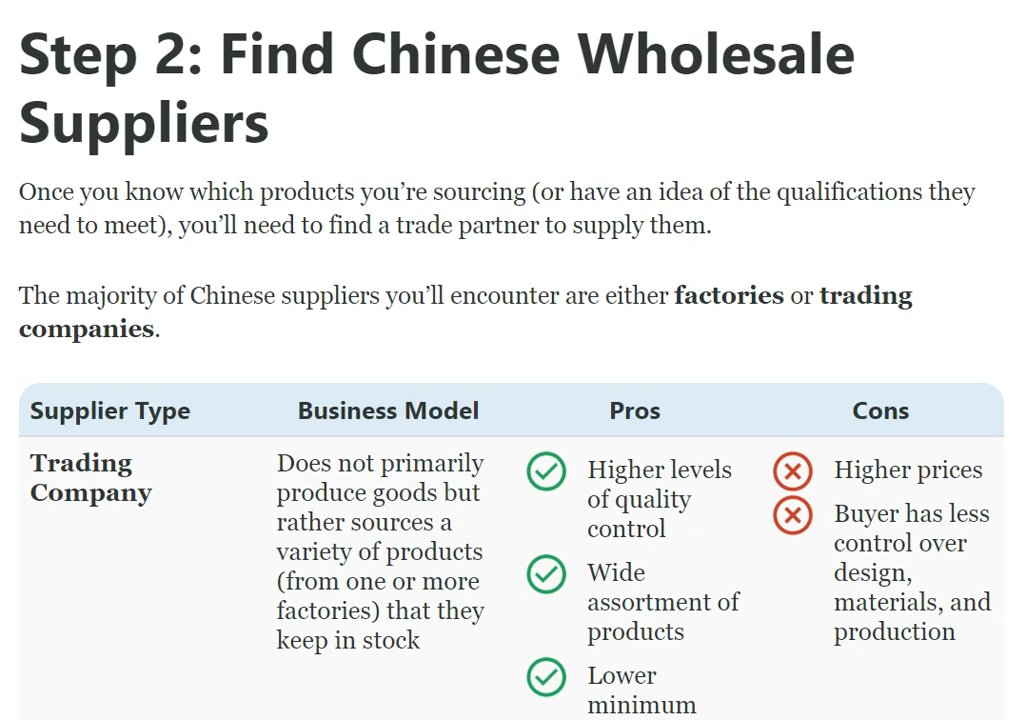 Step 2: Find Chinese Wholesale
Suppliers
Once you know which products you’re sourcing (or have an idea of the qualifications they
need to meet), you’ll need to find a trade partner to supply them.
The majority of Chinese suppliers you’ll encounter are either factories or trading
companies.
Supplier Type
Business Model
Pros
Cons
Trading
Company
Does not primarily
produce goods but
rather sources a
variety of products
(from one or more
factories) that they
keep in stock
Higher levels
of quality
control
Wide
assortment of
products
Lower
minimum
Higher prices
Buyer has less
control over
design,
materials, and
production